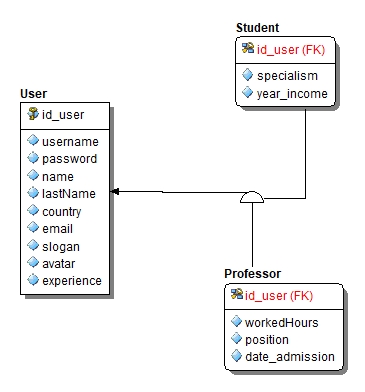 Student
id_user (FK)
specialism
year_income
User
id_user
username
password
name
lastName
country
email
slogan
avatar
experience
Professor
id_user (FK)
workedHours
position
date_admission